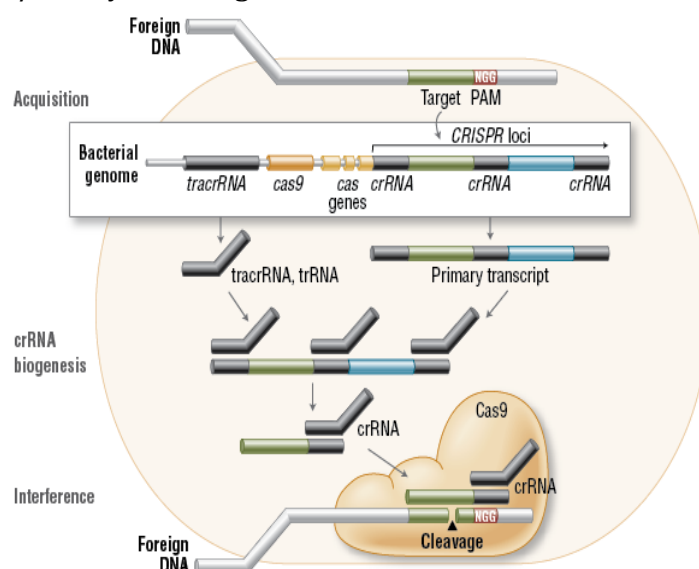 Foreign
DNA
NGG
Acquisition
Target PAM
CRISPR loci
Bacterial
genome
tracrRNA cas9 cas
genes crRNA crRNA crRNA
tracrRNA, trRNA
Primary transcript
crRNA
biogenesis
Cas9
crRNA
crRNA
Interference
NGG
Cleavage
Foreign
DNA